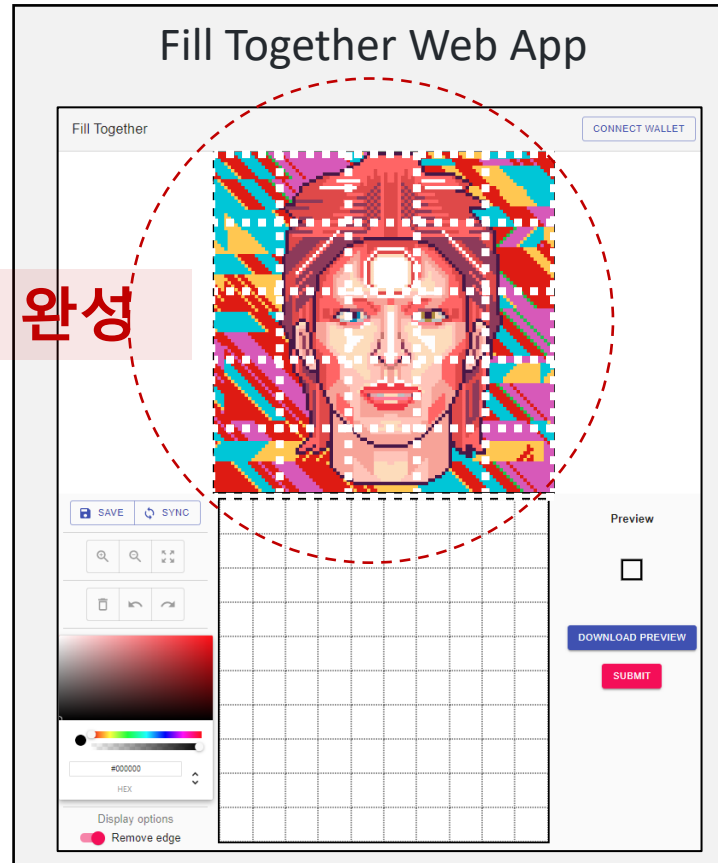 Fill Together Web App
Fill Together
CONNECT WALLET
완성
SAVE
SYNC
Preview
DOWNLOAD PREVIEW
SUBMIT
#000000
HEX
Display options
Remove edge